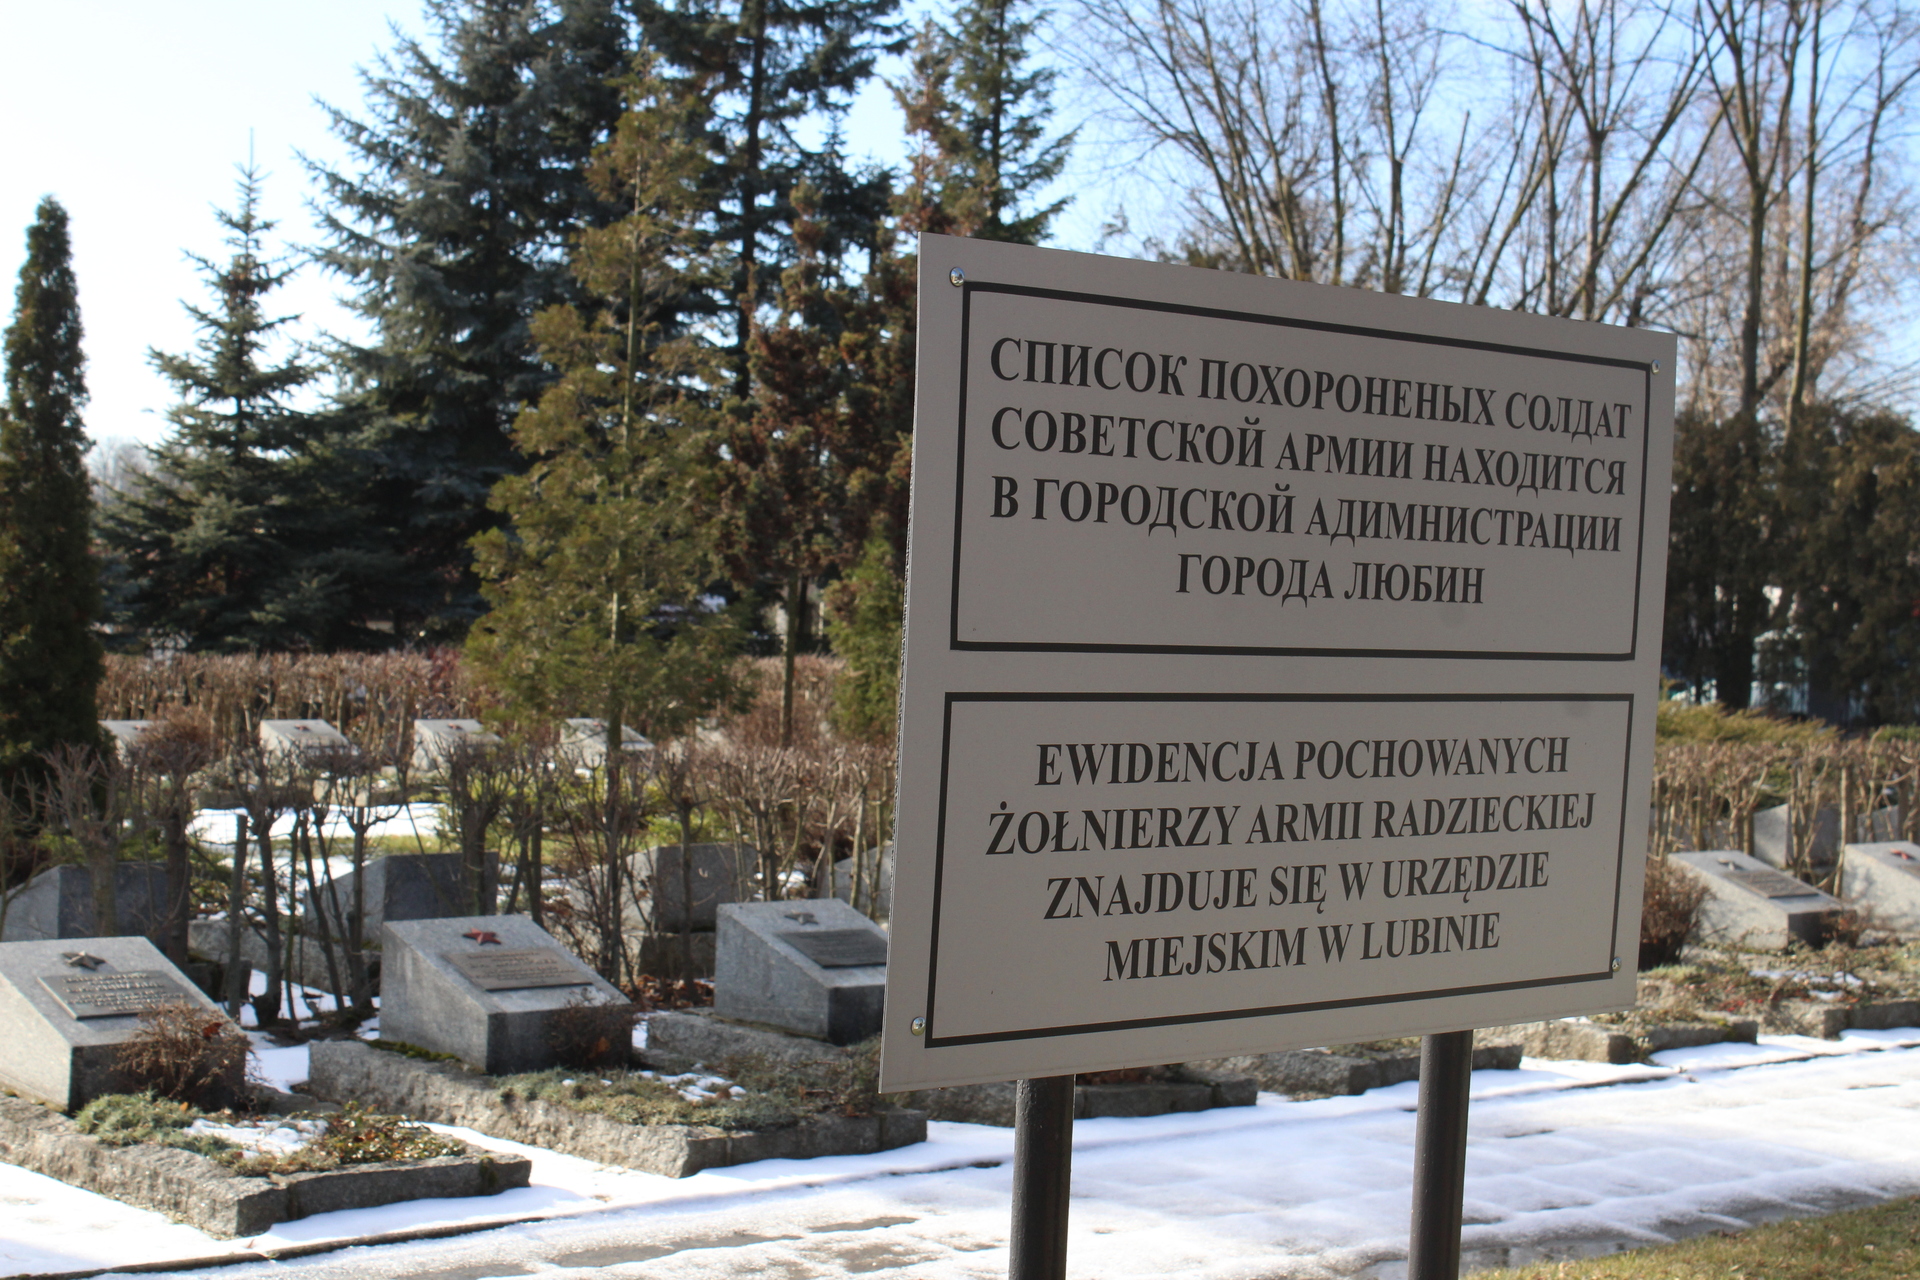 СПИСОК ПОХОРОНЕНЫХ СОЛДАТ
СОВЕТСКОЙ АРМИИ НАХОДИТСЯ
В ГОРОДСКОЙ АДИМНИСТРАЦИИ
ГОРОДА ЛЮБИН
EWIDENCJA POCHOWANYCH
ŻOŁNIERZY ARMII RADZIECKIEJ
ZNAJDUJE SIĘ W URZĘDZIE
MIEJSKIM W LUBINIE